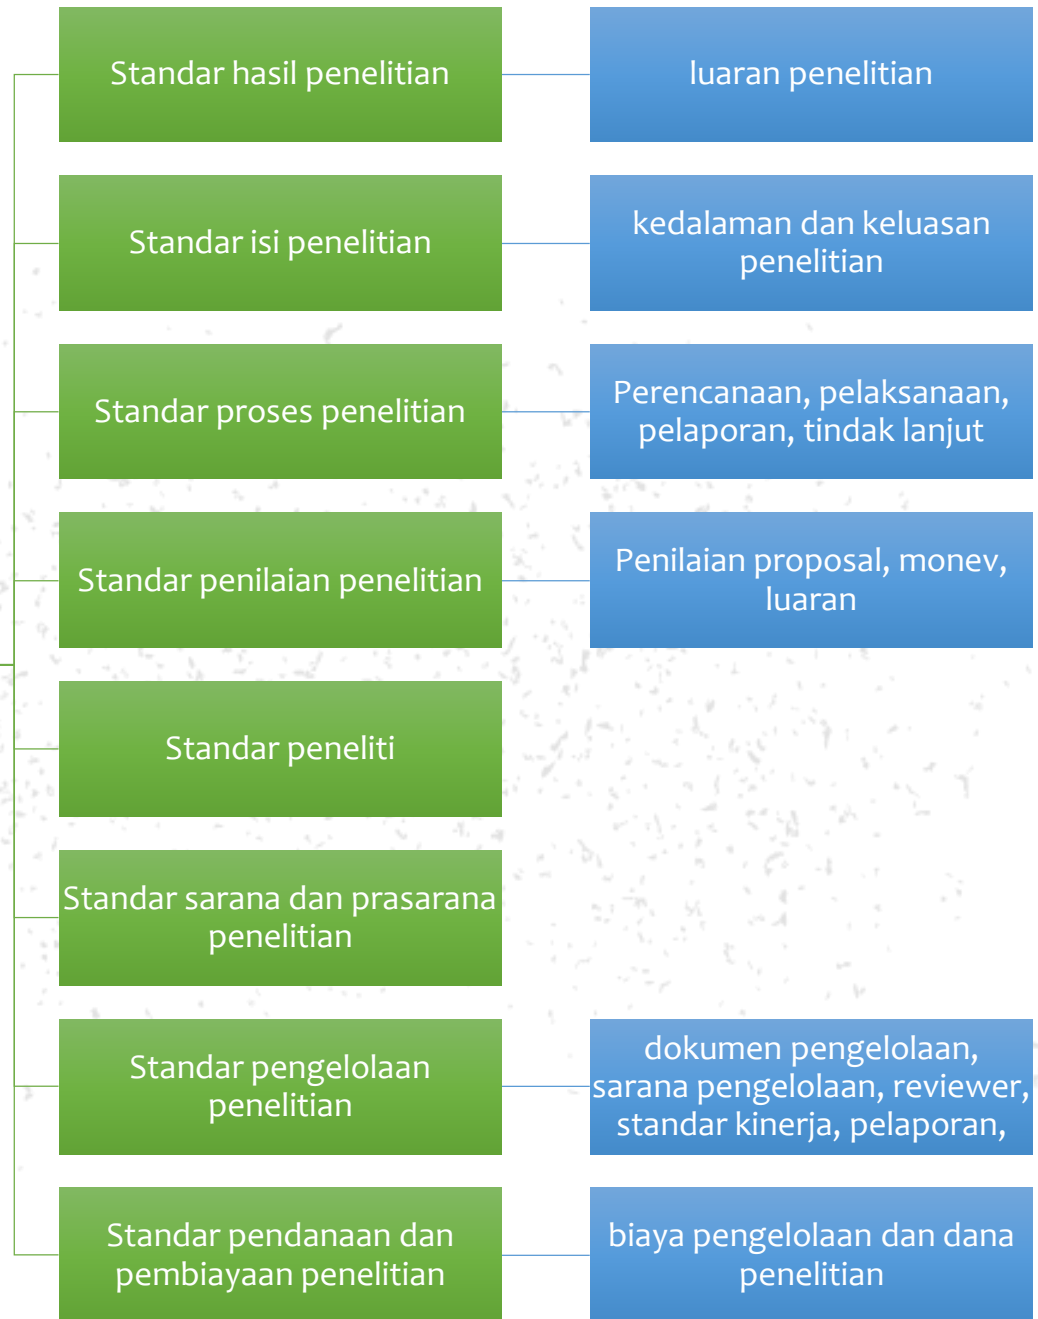 Standar hasil penelitian
luaran penelitian
Standar isi penelitian
kedalaman dan keluasan
penelitian
Standar proses penelitian
Perencanaan, pelaksanaan,
pelaporan, tindak lanjut
Standar penilaian penelitian
Penilaian proposal, monev,
luaran
Standar peneliti
Standar sarana dan prasarana
penelitian
Standar pengelolaan
penelitian
dokumen pengelolaan,
sarana pengelolaan, reviewer,
standar kinerja, pelaporan,
Standar pendanaan dan
pembiayaan penelitian
biaya pengelolaan dan dana
penelitian